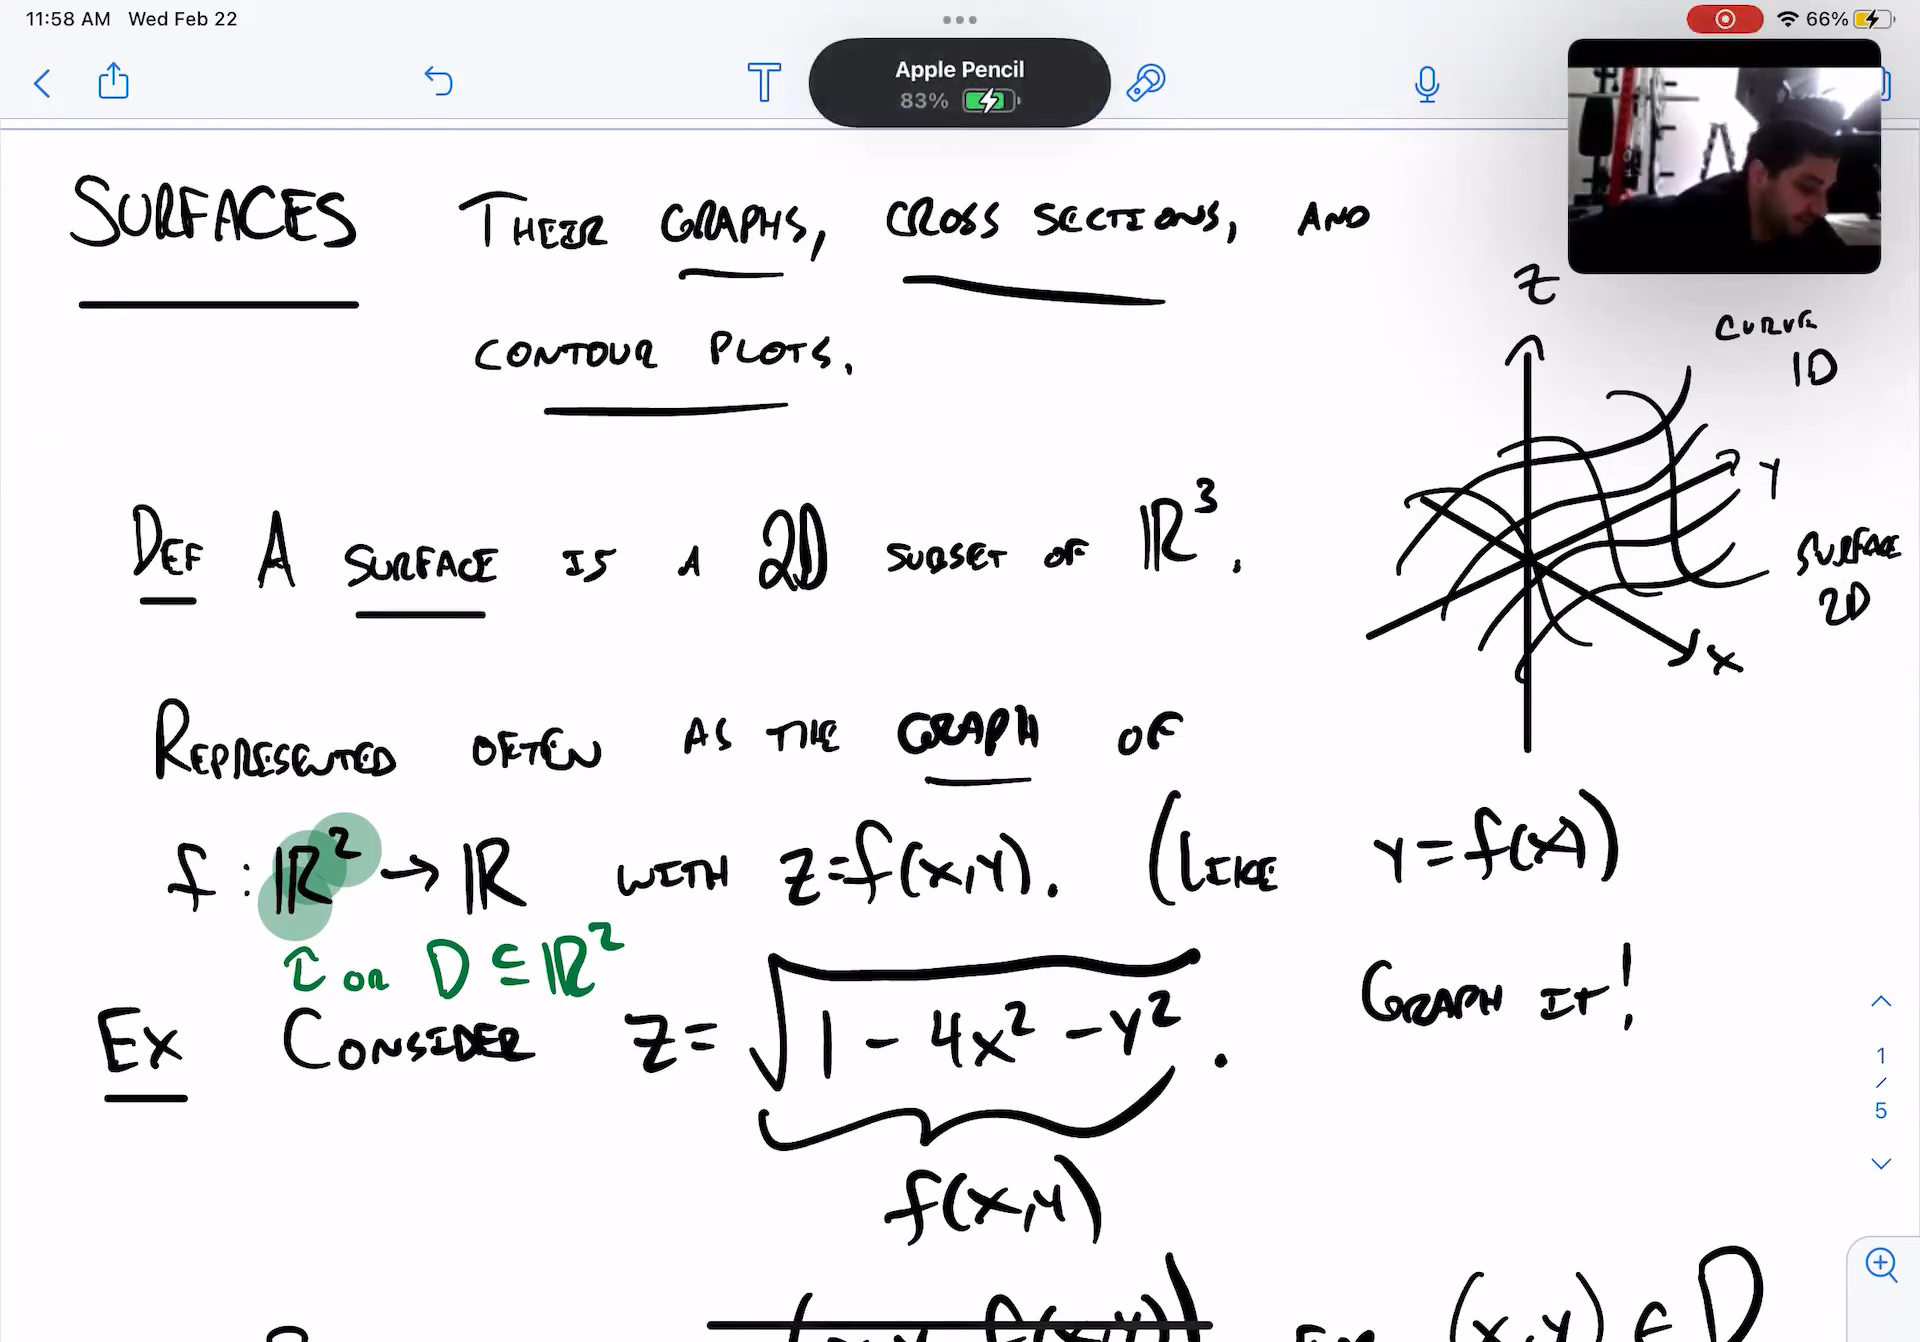 11:58 AM Wed Feb 22
66%
Apple Pencil
83%
SURFACES THEIR GRAPHS, CROSS SECTIONS, AND
CONTOUR PLOTS.
Z
CURVE
1D
Y
SURFACE
2D
X
DEF A SURFACE IS A 2D SUBSET OF ℝ³.
REPRESENTED OFTEN AS THE GRAPH OF
f : ℝ² → ℝ WITH Z=f(X,Y). (LIKE Y=f(X))
↑ OR D ⊆ ℝ²
EX CONSIDER Z = √(1 - 4X² - Y²). GRAPH IT!
f(X,Y)
(X,Y) ∈ D
1
/
5